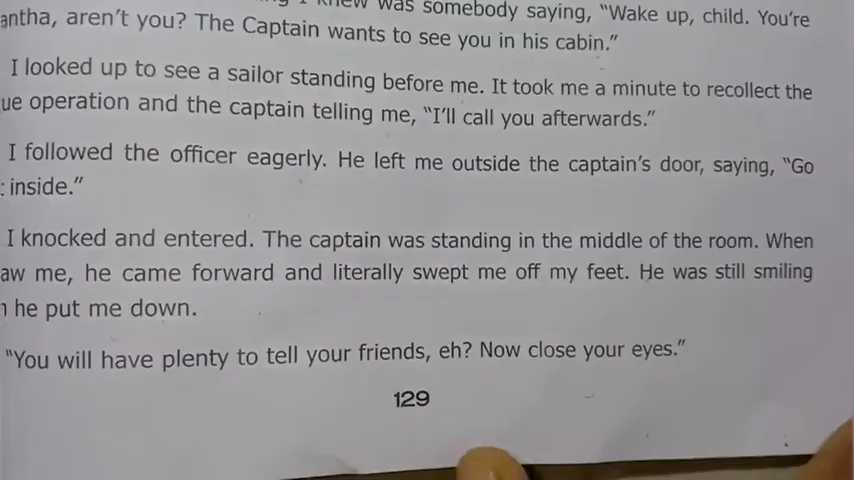 I knew was somebody saying, “Wake up, child. You're
antha, aren't you? The Captain wants to see you in his cabin.”
I looked up to see a sailor standing before me. It took me a minute to recollect the
ue operation and the captain telling me, “I'll call you afterwards.”
I followed the officer eagerly. He left me outside the captain's door, saying, “Go
inside.”
I knocked and entered. The captain was standing in the middle of the room. When
aw me, he came forward and literally swept me off my feet. He was still smiling
he put me down.
“You will have plenty to tell your friends, eh? Now close your eyes.”
129